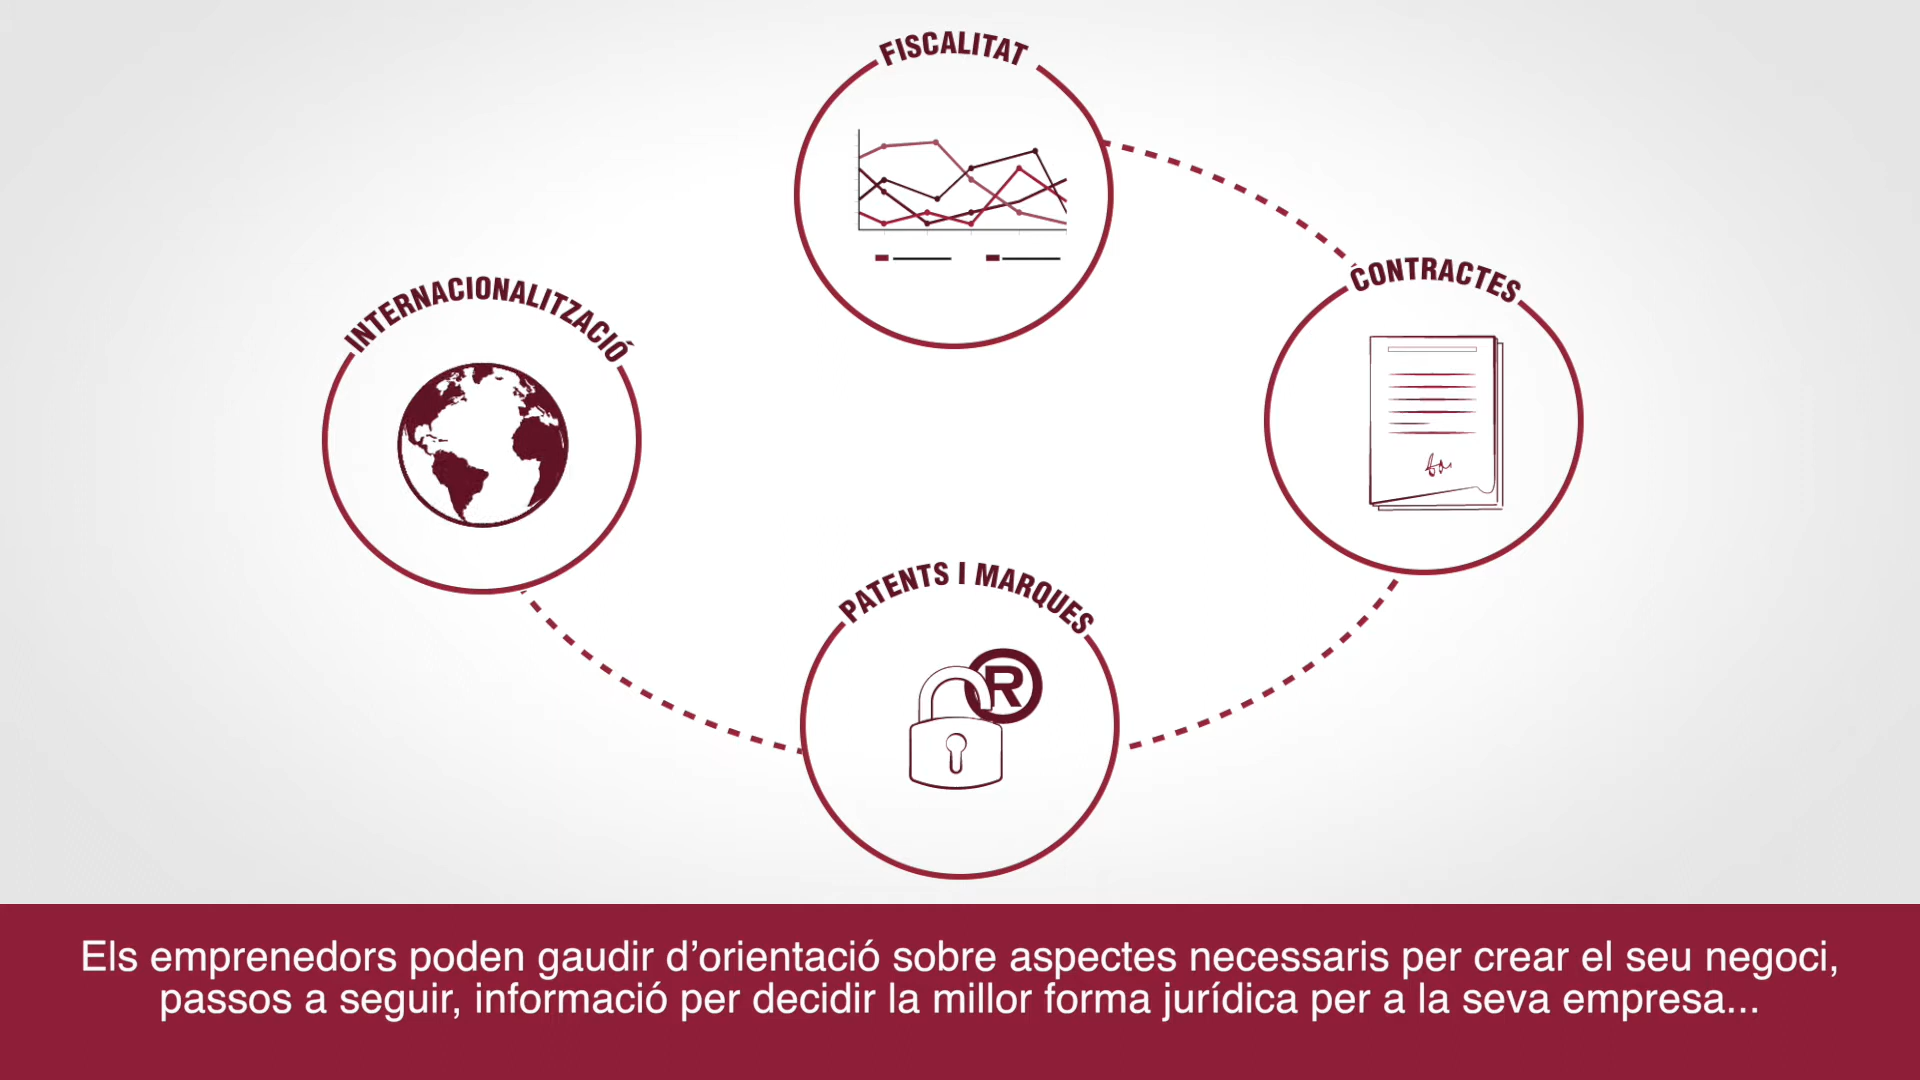 FISCALITAT
CONTRACTES
INTERNACIONALITZACIÓ
PATENTS I MARQUES
R
Els emprenedors poden gaudir d’orientació sobre aspectes necessaris per crear el seu negoci,
passos a seguir, informació per decidir la millor forma jurídica per a la seva empresa...